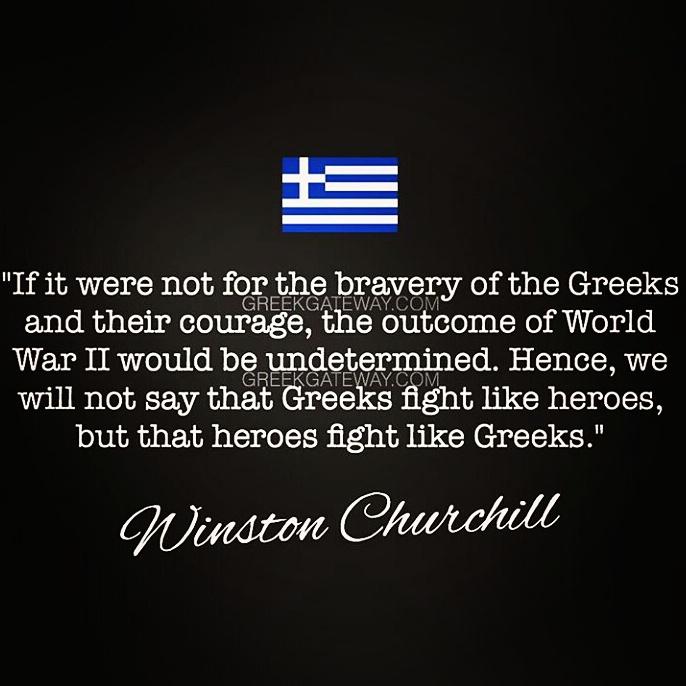 "If it were not for the bravery of the Greeks
GREEKGATEWAY.COM
and their courage, the outcome of World
War II would be undetermined. Hence, we
GREEKGATEWAY.COM
will not say that Greeks fight like heroes,
but that heroes fight like Greeks."
Winston Churchill